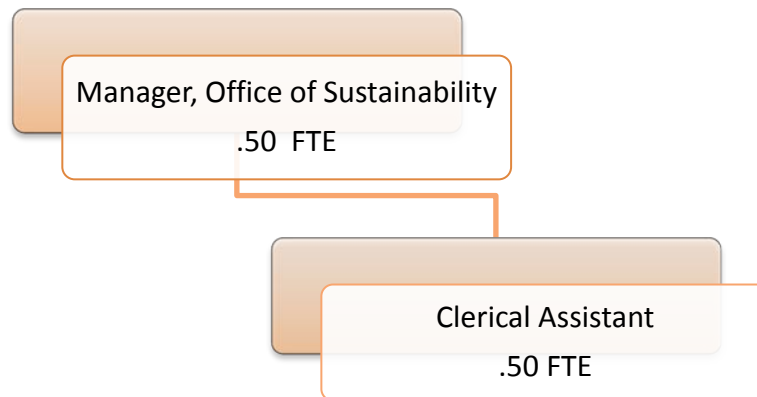 Manager, Office of Sustainability
.50 FTE
Clerical Assistant
.50 FTE